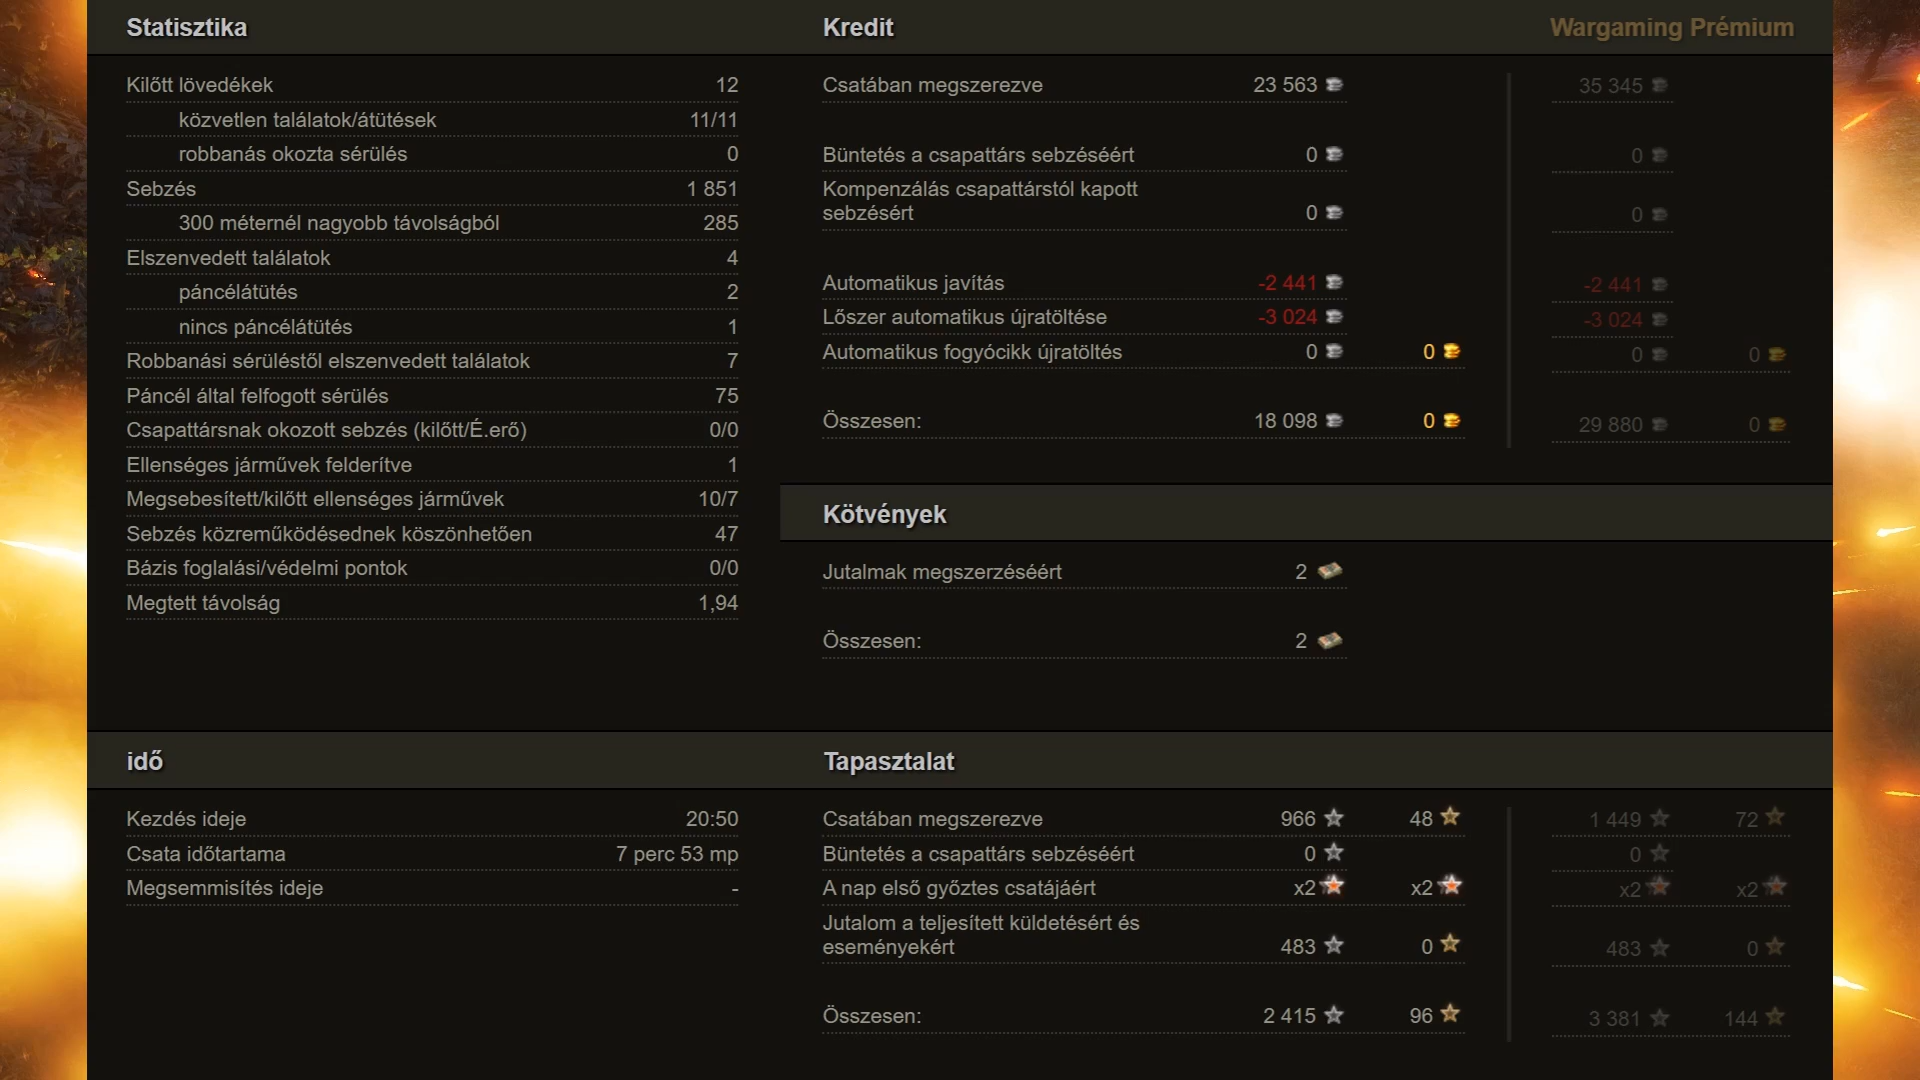 Statisztika
Kilőtt lövedékek 12
közvetlen találatok/átütések 11/11
robbanás okozta sérülés 0
Sebzés 1 851
300 méternél nagyobb távolságból 285
Elszenvedett találatok 4
páncélátütés 2
nincs páncélátütés 1
Robbanási sérüléstől elszenvedett találatok 7
Páncél által felfogott sérülés 75
Csapattársnak okozott sebzés (kilőtt/É.erő) 0/0
Ellenséges járművek felderítve 1
Megsebesített/kilőtt ellenséges járművek 10/7
Sebzés közreműködésednek köszönhetően 47
Bázis foglalási/védelmi pontok 0/0
Megtett távolság 1,94
Kredit Wargaming Prémium
Csatában megszerezve 23 563 35 345
Büntetés a csapattárs sebzéséért 0 0
Kompenzálás csapattárstól kapott
sebzésért 0 0
Automatikus javítás -2 441 -2 441
Lőszer automatikus újratöltése -3 024 -3 024
Automatikus fogyócikk újratöltés 0 0 0 0
Összesen: 18 098 0 29 880 0
Kötvények
Jutalmak megszerzéséért 2
Összesen: 2
idő
Kezdés ideje 20:50
Csata időtartama 7 perc 53 mp
Megsemmisítés ideje -
Tapasztalat
Csatában megszerezve 966 48 1 449 72
Büntetés a csapattárs sebzéséért 0 0
A nap első győztes csatájáért x2 x2 x2 x2
Jutalom a teljesített küldetésért és
eseményekért 483 0 483 0
Összesen: 2 415 96 3 381 144